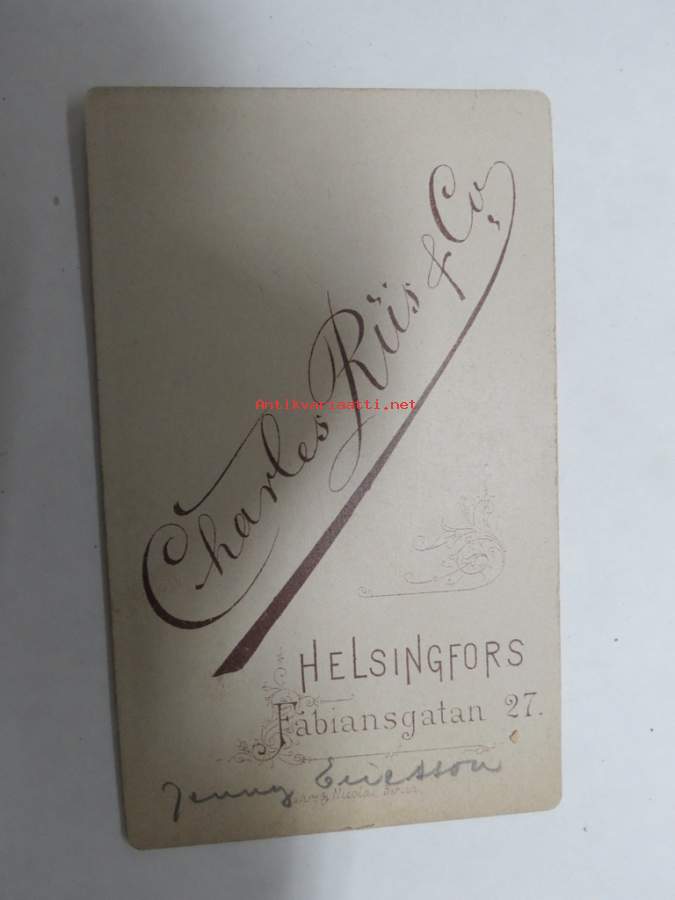 Charles Riis & Co.
Antikvariaatti.net
HELSINGFORS
Fabiansgatan 27.
Jenny Ericsson